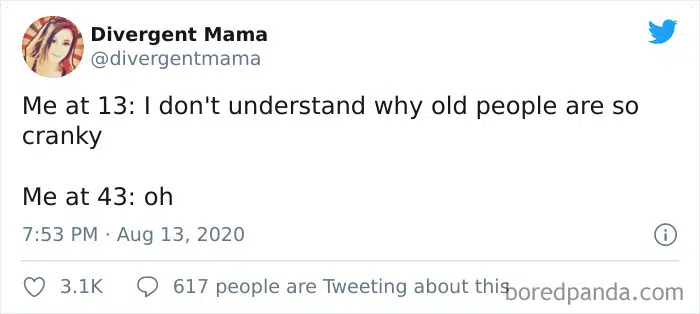 Divergent Mama
@divergentmama
Me at 13: I don't understand why old people are so
cranky
Me at 43: oh
7:53 PM · Aug 13, 2020
3.1K 617 people are Tweeting about this
boredpanda.com